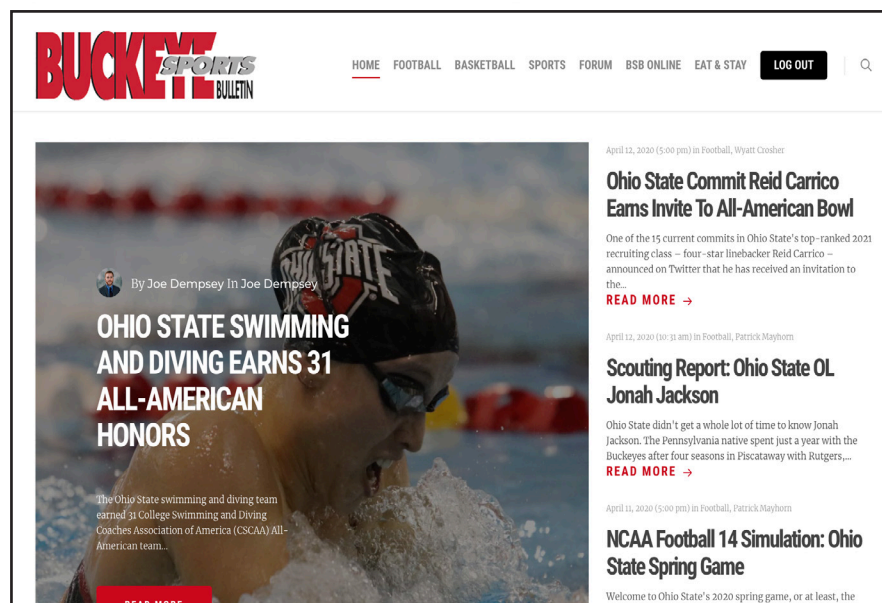 BUCKEYE
SPORTS
BULLETIN
HOME FOOTBALL BASKETBALL SPORTS FORUM BSB ONLINE EAT & STAY LOG OUT
OHIO STATE
By Joe Dempsey In Joe Dempsey
OHIO STATE SWIMMING
AND DIVING EARNS 31
ALL-AMERICAN
HONORS
The Ohio State swimming and diving team
earned 31 College Swimming and Diving
Coaches Association of America (CSCAA) All-
American team...
READ MORE
April 12, 2020 (5:00 pm) in Football, Wyatt Crosher
Ohio State Commit Reid Carrico
Earns Invite To All-American Bowl
One of the 15 current commits in Ohio State's top-ranked 2021
recruiting class – four-star linebacker Reid Carrico –
announced on Twitter that he has received an invitation to
the...
READ MORE →
April 12, 2020 (10:31 am) in Football, Patrick Mayhorn
Scouting Report: Ohio State OL
Jonah Jackson
Ohio State didn't get a whole lot of time to know Jonah
Jackson. The Pennsylvania native spent just a year with the
Buckeyes after four seasons in Piscataway with Rutgers,...
READ MORE →
April 11, 2020 (5:00 pm) in Football, Patrick Mayhorn
NCAA Football 14 Simulation: Ohio
State Spring Game
Welcome to Ohio State's 2020 spring game, or at least, the